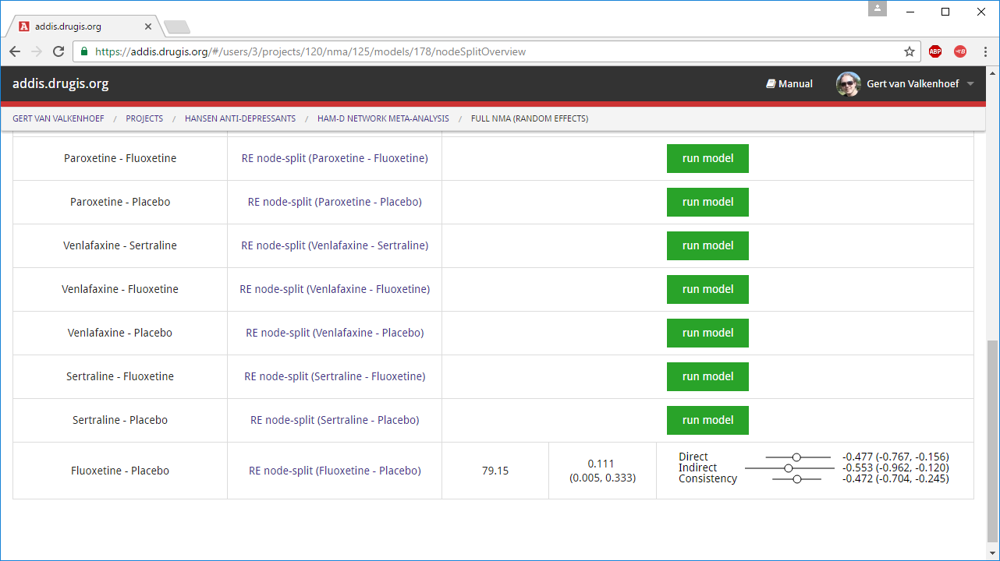 addis.drugis.org
https://addis.drugis.org/#/users/3/projects/120/nma/125/models/178/nodeSplitOverview
ABP
addis.drugis.org
Manual
Gert van Valkenhoef
GERT VAN VALKENHOEF / PROJECTS / HANSEN ANTI-DEPRESSANTS / HAM-D NETWORK META-ANALYSIS / FULL NMA (RANDOM EFFECTS)
Paroxetine - Fluoxetine RE node-split (Paroxetine - Fluoxetine) run model
Paroxetine - Placebo RE node-split (Paroxetine - Placebo) run model
Venlafaxine - Sertraline RE node-split (Venlafaxine - Sertraline) run model
Venlafaxine - Fluoxetine RE node-split (Venlafaxine - Fluoxetine) run model
Venlafaxine - Placebo RE node-split (Venlafaxine - Placebo) run model
Sertraline - Fluoxetine RE node-split (Sertraline - Fluoxetine) run model
Sertraline - Placebo RE node-split (Sertraline - Placebo) run model
Fluoxetine - Placebo RE node-split (Fluoxetine - Placebo) 79.15
0.111
(0.005, 0.333)
Direct -0.477 (-0.767, -0.156)
Indirect -0.553 (-0.962, -0.120)
Consistency -0.472 (-0.704, -0.245)